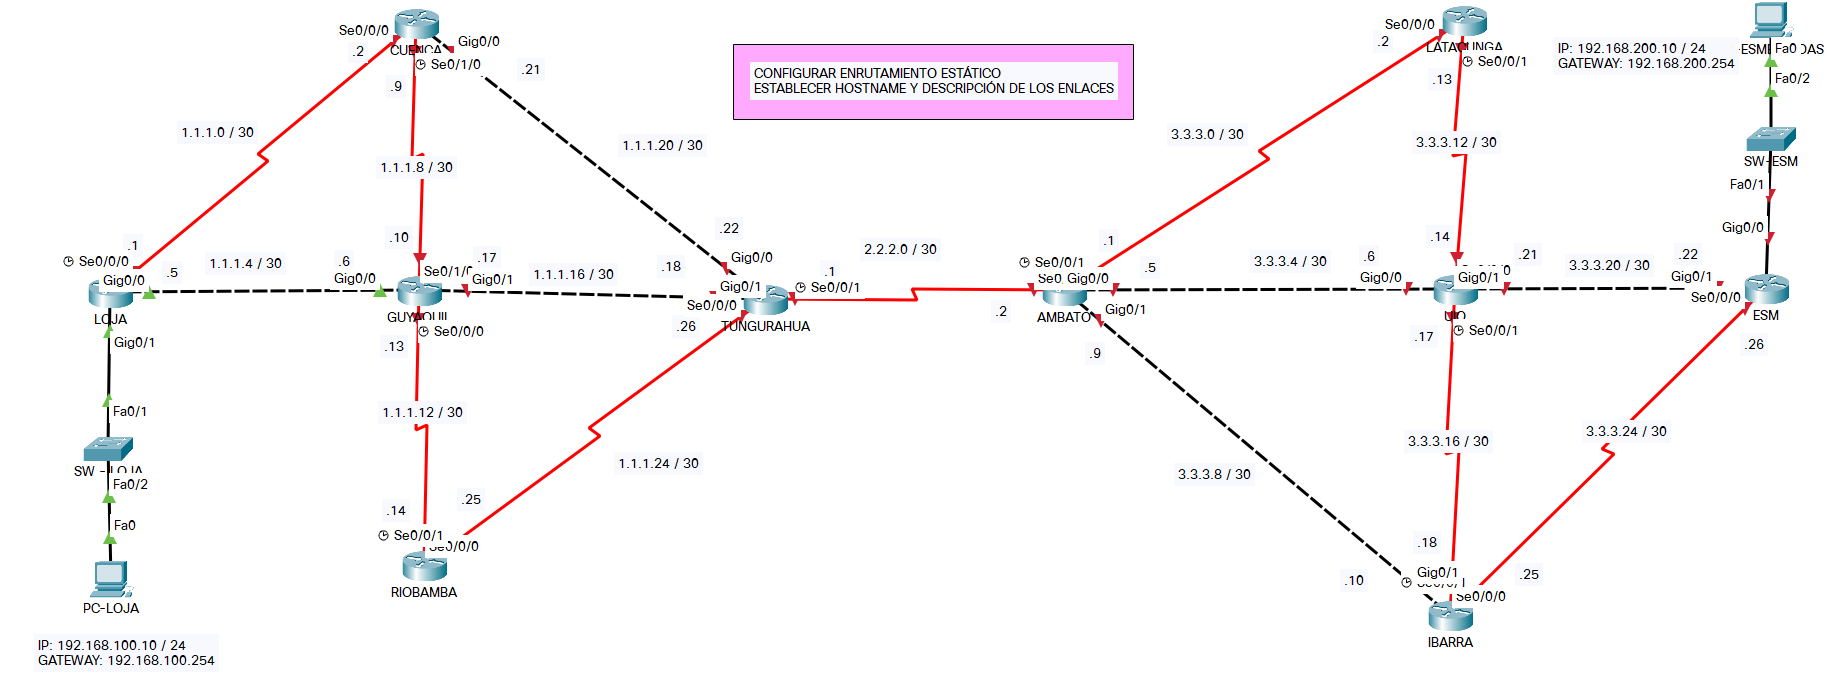 Se0/0/0
.2
CUENCA
Gig0/0
Se0/1/0
.9
.21
CONFIGURAR ENRUTAMIENTO ESTÁTICO
ESTABLECER HOSTNAME Y DESCRIPCIÓN DE LOS ENLACES
Se0/0/0
.2
LATACUNGA
Se0/0/1
.13
IP: 192.168.200.10 / 24
GATEWAY: 192.168.200.254
Fa0
Fa0/2
1.1.1.0 / 30
1.1.1.20 / 30
3.3.3.0 / 30
3.3.3.12 / 30
SW-ESM
1.1.1.8 / 30
Fa0/1
.1
.10
.22
.1
.14
Gig0/0
Se0/0/0
Gig0/0
.5
1.1.1.4 / 30
.6
Gig0/0
Se0/1/0
.17
Gig0/1
1.1.1.16 / 30
.18
Gig0/0
Gig0/1
Se0/0/0
2.2.2.0 / 30
.1
Se0/0/1
Se0/0/1
Gig0/0
.5
3.3.3.4 / 30
.6
Gig0/0
Gig0/1
.21
3.3.3.20 / 30
.22
Gig0/1
Se0/0/0
LOJA
GUYAQUIL
TUNGURAHUA
.2
AMBATO
Gig0/1
UIO
ESM
Gig0/1
Se0/0/0
.13
.26
.9
.17
Se0/0/1
.26
Fa0/1
1.1.1.12 / 30
3.3.3.16 / 30
3.3.3.24 / 30
SW - LOJA
Fa0/2
1.1.1.24 / 30
3.3.3.8 / 30
Fa0
.14
.25
Se0/0/1
Se0/0/0
.18
.10
Gig0/1
.25
Se0/0/0
RIOBAMBA
PC-LOJA
IBARRA
IP: 192.168.100.10 / 24
GATEWAY: 192.168.100.254